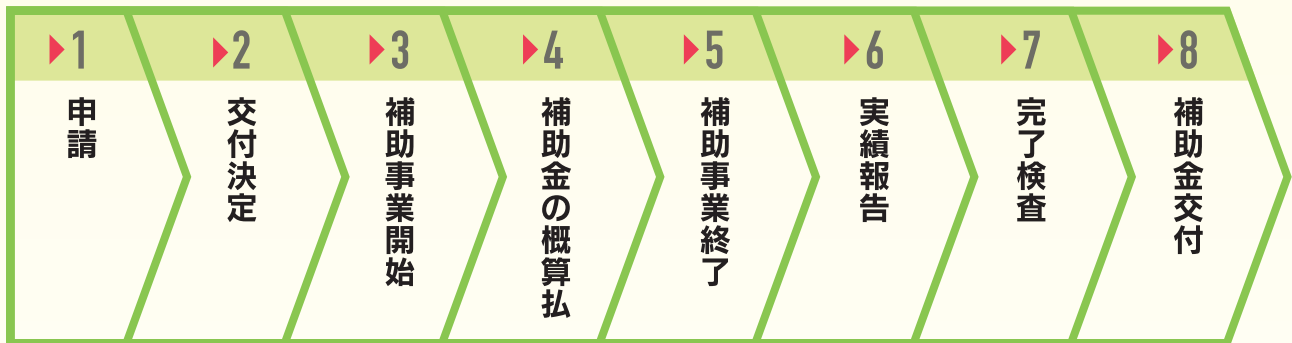 1
申請
2
交付決定
3
補助事業開始
4
補助金の概算払
5
補助事業終了
6
実績報告
7
完了検査
8
補助金交付